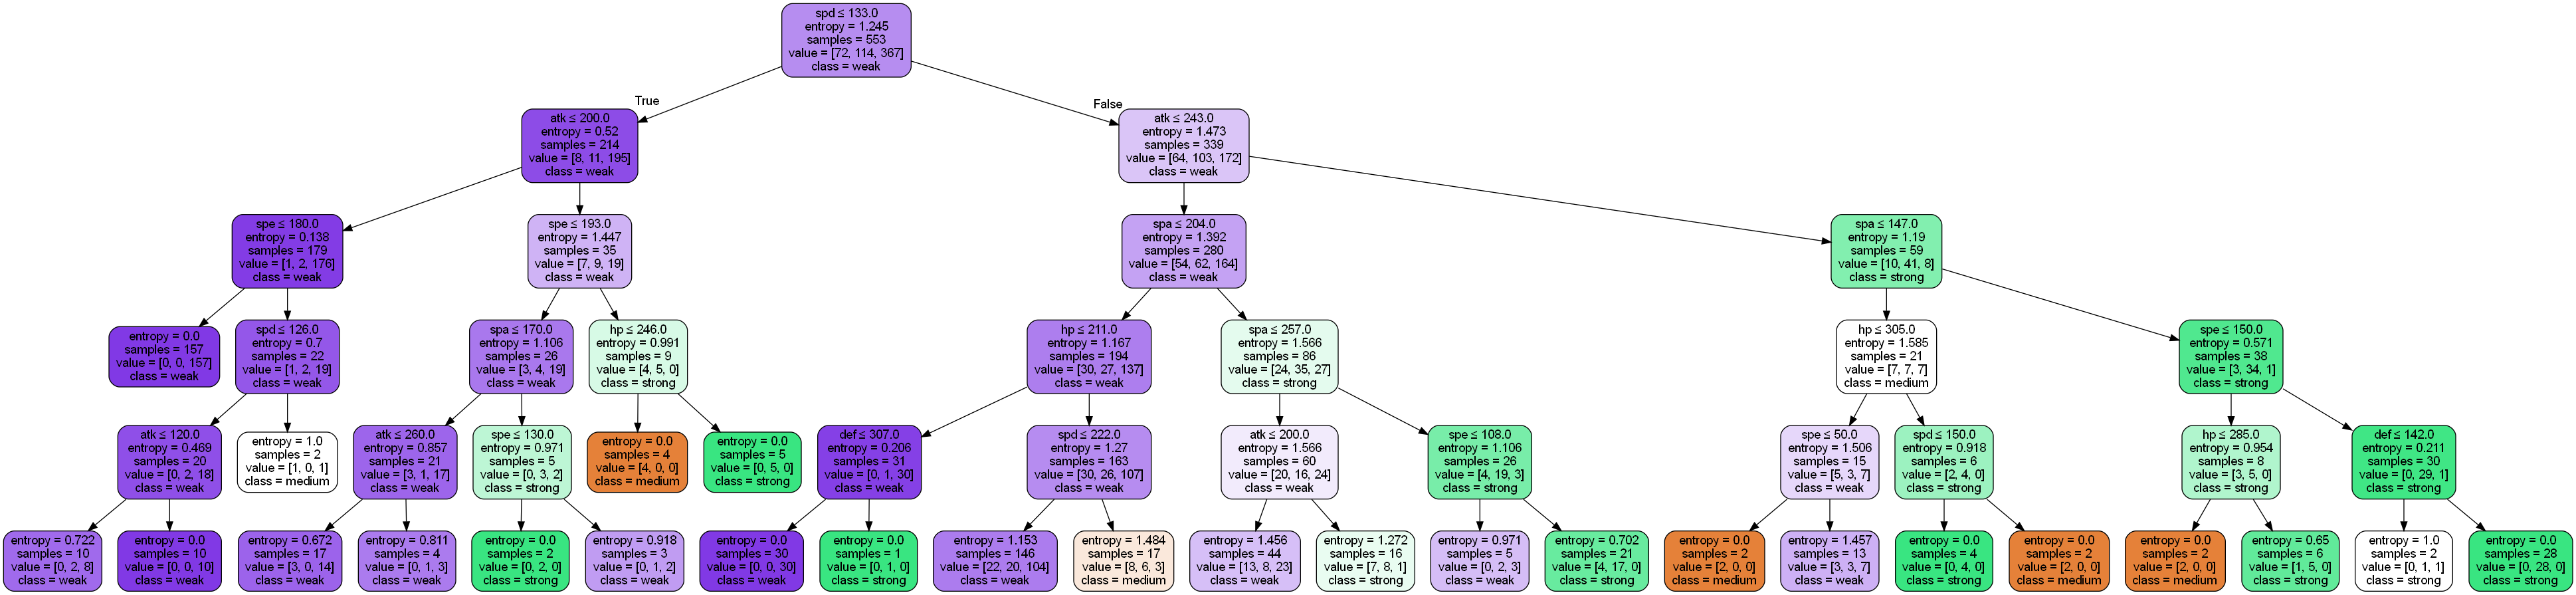 spd ≤ 133.0
entropy = 1.245
samples = 553
value = [72, 114, 367]
class = weak
True
False
atk ≤ 200.0
entropy = 0.52
samples = 214
value = [8, 11, 195]
class = weak
atk ≤ 243.0
entropy = 1.473
samples = 339
value = [64, 103, 172]
class = weak
spe ≤ 180.0
entropy = 0.138
samples = 179
value = [1, 2, 176]
class = weak
spe ≤ 193.0
entropy = 1.447
samples = 35
value = [7, 9, 19]
class = weak
spa ≤ 204.0
entropy = 1.392
samples = 280
value = [54, 62, 164]
class = weak
spa ≤ 147.0
entropy = 1.19
samples = 59
value = [10, 41, 8]
class = strong
entropy = 0.0
samples = 157
value = [0, 0, 157]
class = weak
spd ≤ 126.0
entropy = 0.7
samples = 22
value = [1, 2, 19]
class = weak
spa ≤ 170.0
entropy = 1.106
samples = 26
value = [3, 4, 19]
class = weak
hp ≤ 246.0
entropy = 0.991
samples = 9
value = [4, 5, 0]
class = strong
hp ≤ 211.0
entropy = 1.167
samples = 194
value = [30, 27, 137]
class = weak
spa ≤ 257.0
entropy = 1.566
samples = 86
value = [24, 35, 27]
class = strong
hp ≤ 305.0
entropy = 1.585
samples = 21
value = [7, 7, 7]
class = medium
spe ≤ 150.0
entropy = 0.571
samples = 38
value = [3, 34, 1]
class = strong
atk ≤ 120.0
entropy = 0.469
samples = 20
value = [0, 2, 18]
class = weak
entropy = 1.0
samples = 2
value = [1, 0, 1]
class = medium
atk ≤ 260.0
entropy = 0.857
samples = 21
value = [3, 1, 17]
class = weak
spe ≤ 130.0
entropy = 0.971
samples = 5
value = [0, 3, 2]
class = strong
entropy = 0.0
samples = 4
value = [4, 0, 0]
class = medium
entropy = 0.0
samples = 5
value = [0, 5, 0]
class = strong
def ≤ 307.0
entropy = 0.206
samples = 31
value = [0, 1, 30]
class = weak
spd ≤ 222.0
entropy = 1.27
samples = 163
value = [30, 26, 107]
class = weak
atk ≤ 200.0
entropy = 1.566
samples = 60
value = [20, 16, 24]
class = weak
spe ≤ 108.0
entropy = 1.106
samples = 26
value = [4, 19, 3]
class = strong
spe ≤ 50.0
entropy = 1.506
samples = 15
value = [5, 3, 7]
class = weak
spd ≤ 150.0
entropy = 0.918
samples = 6
value = [2, 4, 0]
class = strong
hp ≤ 285.0
entropy = 0.954
samples = 8
value = [3, 5, 0]
class = strong
def ≤ 142.0
entropy = 0.211
samples = 30
value = [0, 29, 1]
class = strong
entropy = 0.722
samples = 10
value = [0, 2, 8]
class = weak
entropy = 0.0
samples = 10
value = [0, 0, 10]
class = weak
entropy = 0.672
samples = 17
value = [3, 0, 14]
class = weak
entropy = 0.811
samples = 4
value = [0, 1, 3]
class = weak
entropy = 0.0
samples = 2
value = [0, 2, 0]
class = strong
entropy = 0.918
samples = 3
value = [0, 1, 2]
class = weak
entropy = 0.0
samples = 30
value = [0, 0, 30]
class = weak
entropy = 0.0
samples = 1
value = [0, 1, 0]
class = strong
entropy = 1.153
samples = 146
value = [22, 20, 104]
class = weak
entropy = 1.484
samples = 17
value = [8, 6, 3]
class = medium
entropy = 1.456
samples = 44
value = [13, 8, 23]
class = weak
entropy = 1.272
samples = 16
value = [7, 8, 1]
class = strong
entropy = 0.971
samples = 5
value = [0, 2, 3]
class = weak
entropy = 0.702
samples = 21
value = [4, 17, 0]
class = strong
entropy = 0.0
samples = 2
value = [2, 0, 0]
class = medium
entropy = 1.457
samples = 13
value = [3, 3, 7]
class = weak
entropy = 0.0
samples = 4
value = [0, 4, 0]
class = strong
entropy = 0.0
samples = 2
value = [2, 0, 0]
class = medium
entropy = 0.0
samples = 2
value = [2, 0, 0]
class = medium
entropy = 0.65
samples = 6
value = [1, 5, 0]
class = strong
entropy = 1.0
samples = 2
value = [0, 1, 1]
class = strong
entropy = 0.0
samples = 28
value = [0, 28, 0]
class = strong